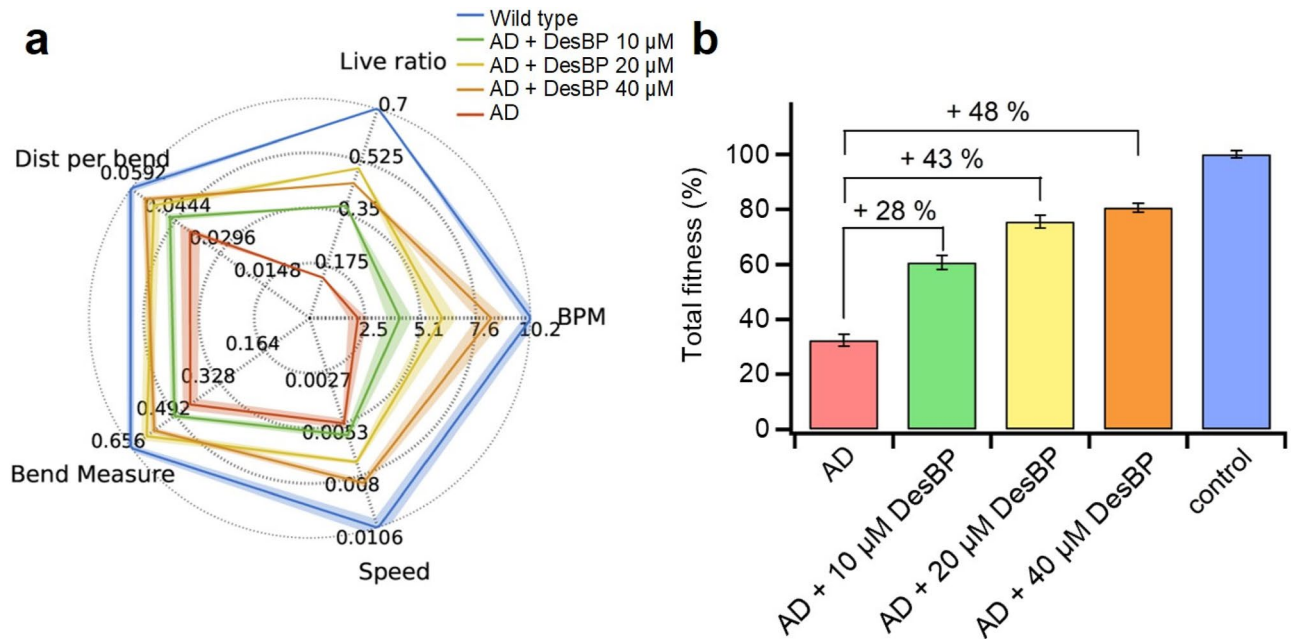 a
Wild type
AD + DesBP 10 µM
AD + DesBP 20 µM
AD + DesBP 40 µM
AD
Live ratio
0.7
0.525
0.35
0.175
Dist per bend
0.0592
0.0444
0.0296
0.0148
BPM
2.5
5.1
7.6
10.2
0.164
0.328
0.492
0.656
Bend Measure
0.0027
0.0053
0.008
0.0106
Speed
b
Total fitness (%)
100
80
60
40
20
0
+ 48 %
+ 43 %
+ 28 %
AD
AD + 10 µM DesBP
AD + 20 µM DesBP
AD + 40 µM DesBP
control